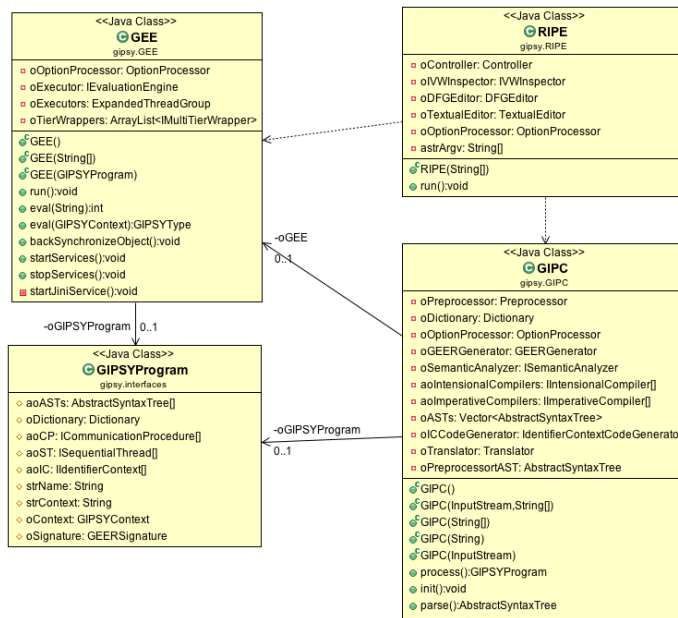 <<Java Class>>
GEE
gipsy.GEE
oOptionProcessor: OptionProcessor
oExecutor: IEvaluationEngine
oExecutors: ExpandedThreadGroup
oTierWrappers: ArrayList<IMultiTierWrapper>
GEE()
GEE(String[])
GEE(GIPSYProgram)
run():void
eval(String):int
eval(GIPSYContext):GIPSYType
backSynchronizeObject():void
startServices():void
stopServices():void
startJiniService():void
<<Java Class>>
RIPE
gipsy.RIPE
oController: Controller
oIVWInspector: IVWInspector
oDFGEditor: DFGEditor
oTextualEditor: TextualEditor
oOptionProcessor: OptionProcessor
astrArgv: String[]
RIPE(String[])
run():void
-oGEE
0..1
-oGIPSYProgram
0..1
<<Java Class>>
GIPSYProgram
gipsy.interfaces
aoASTs: AbstractSyntaxTree[]
oDictionary: Dictionary
aoCP: ICommunicationProcedure[]
aoST: ISequentialThread[]
aoIC: IIdentifierContext[]
strName: String
strContext: String
oContext: GIPSYContext
oSignature: GEERSignature
-oGIPSYProgram
0..1
<<Java Class>>
GIPC
gipsy.GIPC
oPreprocessor: Preprocessor
oDictionary: Dictionary
oOptionProcessor: OptionProcessor
oGEERGenerator: GEERGenerator
oSemanticAnalyzer: ISemanticAnalyzer
aoIntensionalCompilers: IIntensionalCompiler[]
aoImperativeCompilers: IImperativeCompiler[]
oASTs: Vector<AbstractSyntaxTree>
oICCodeGenerator: IdentifierContextCodeGenerato
oTranslator: Translator
oPreprocessortAST: AbstractSyntaxTree
GIPC()
GIPC(InputStream,String[])
GIPC(String[])
GIPC(String)
GIPC(InputStream)
process():GIPSYProgram
init():void
parse():AbstractSyntaxTree